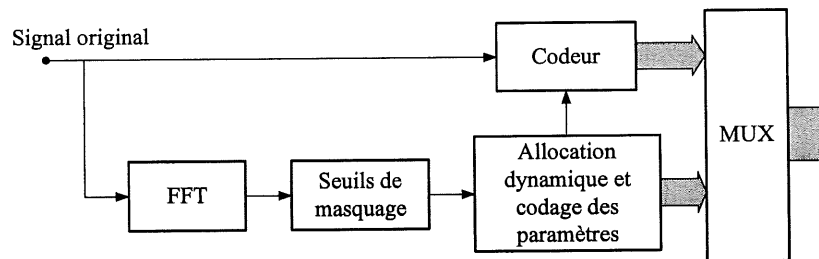 Signal original
Codeur
MUX
FFT
Seuils de
masquage
Allocation
dynamique et
codage des
paramètres